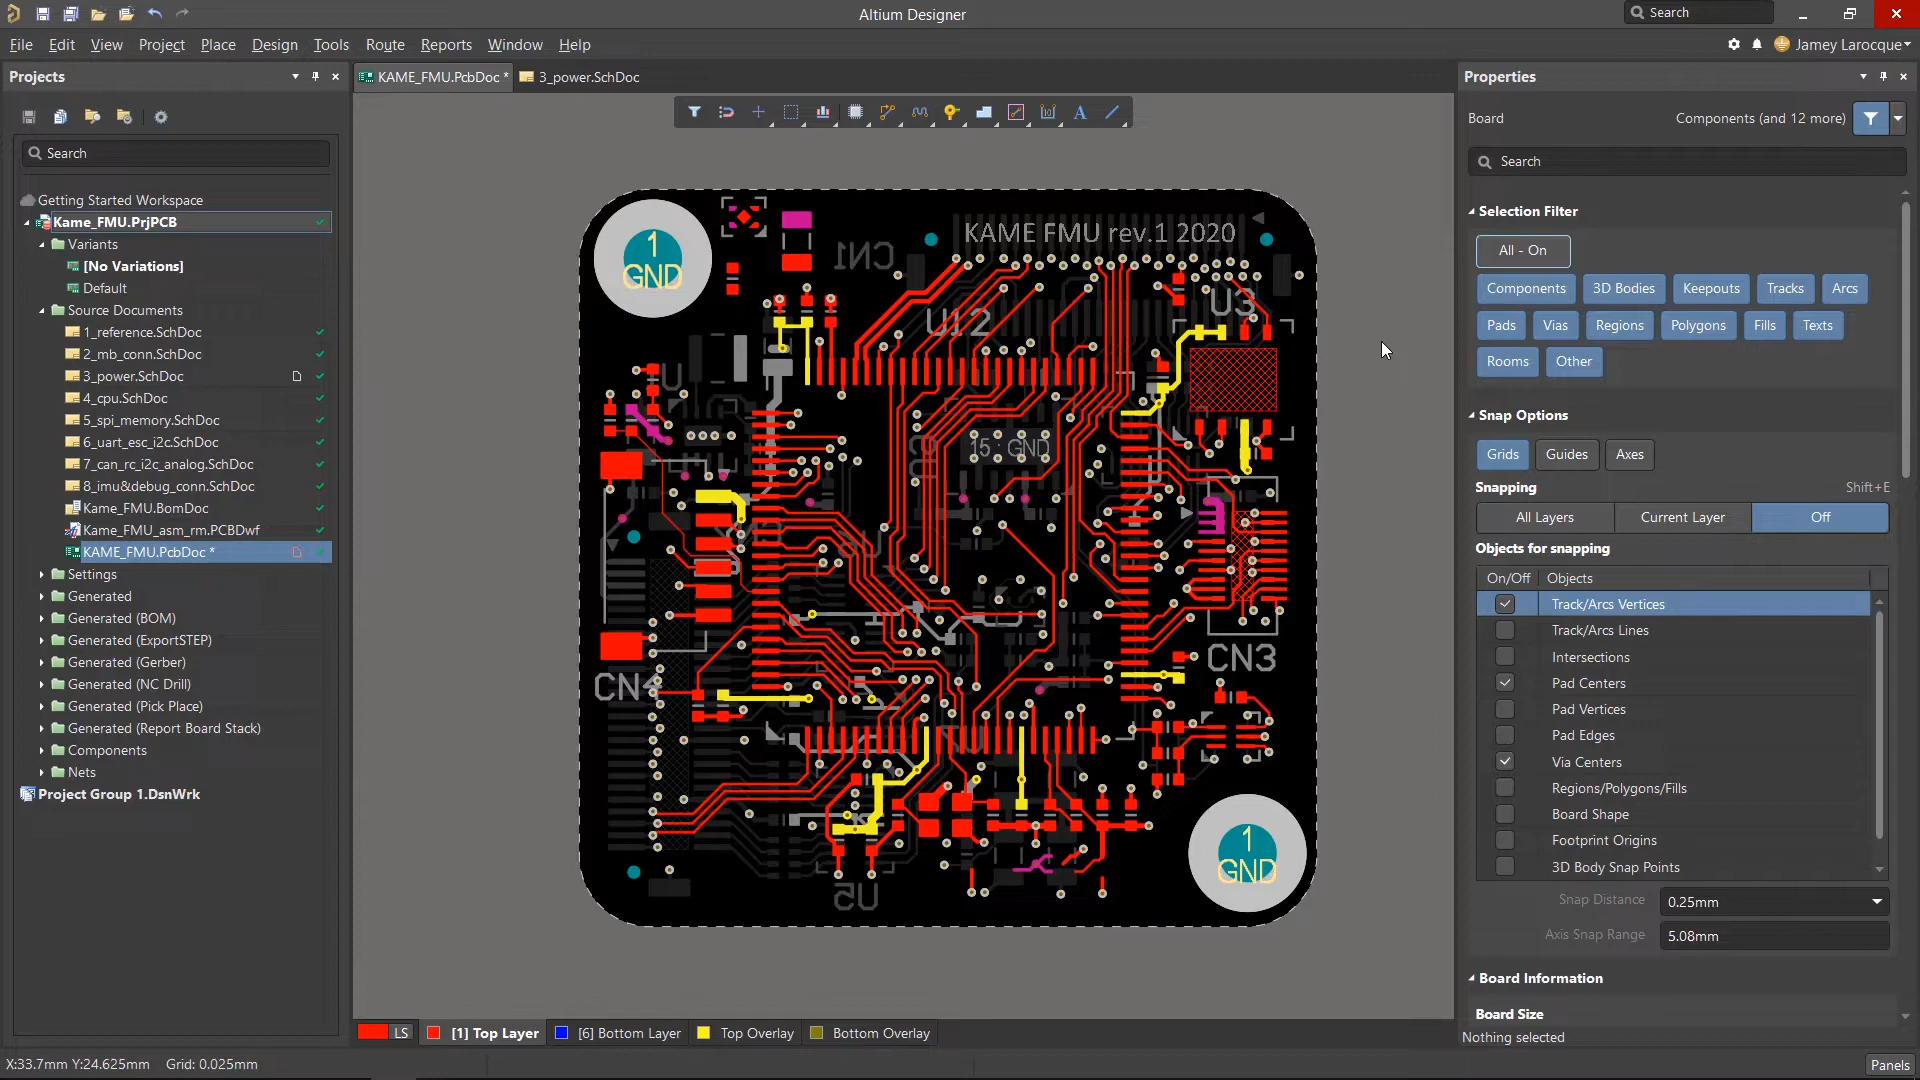 Altium Designer
Search
File Edit View Project Place Design Tools Route Reports Window Help
Jamey Larocque
Projects
KAME_FMU.PcbDoc *
3_power.SchDoc
Properties
Board
Components (and 12 more)
Search
Search
Getting Started Workspace
Kame_FMU.PrjPCB
Variants
[No Variations]
Default
Source Documents
1_reference.SchDoc
2_mb_conn.SchDoc
3_power.SchDoc
4_cpu.SchDoc
5_spi_memory.SchDoc
6_uart_esc_i2c.SchDoc
7_can_rc_i2c_analog.SchDoc
8_imu&debug_conn.SchDoc
Kame_FMU.BomDoc
Kame_FMU_asm_rm.PCBDwf
KAME_FMU.PcbDoc *
Settings
Generated
Generated (BOM)
Generated (ExportSTEP)
Generated (Gerber)
Generated (NC Drill)
Generated (Pick Place)
Generated (Report Board Stack)
Components
Nets
Project Group 1.DsnWrk
1
GND
CN1
KAME FMU rev.1 2020
U3
U12
15 : GND
CN3
CN4
U5
1
GND
Selection Filter
All - On
Components 3D Bodies Keepouts Tracks Arcs
Pads Vias Regions Polygons Fills Texts
Rooms Other
Snap Options
Grids Guides Axes
Snapping Shift+E
All Layers Current Layer Off
Objects for snapping
On/Off Objects
Track/Arcs Vertices
Track/Arcs Lines
Intersections
Pad Centers
Pad Vertices
Pad Edges
Via Centers
Regions/Polygons/Fills
Board Shape
Footprint Origins
3D Body Snap Points
Snap Distance 0.25mm
Axis Snap Range 5.08mm
Board Information
Board Size
Nothing selected
LS [1] Top Layer [6] Bottom Layer Top Overlay Bottom Overlay
X:33.7mm Y:24.625mm Grid: 0.025mm
Panels